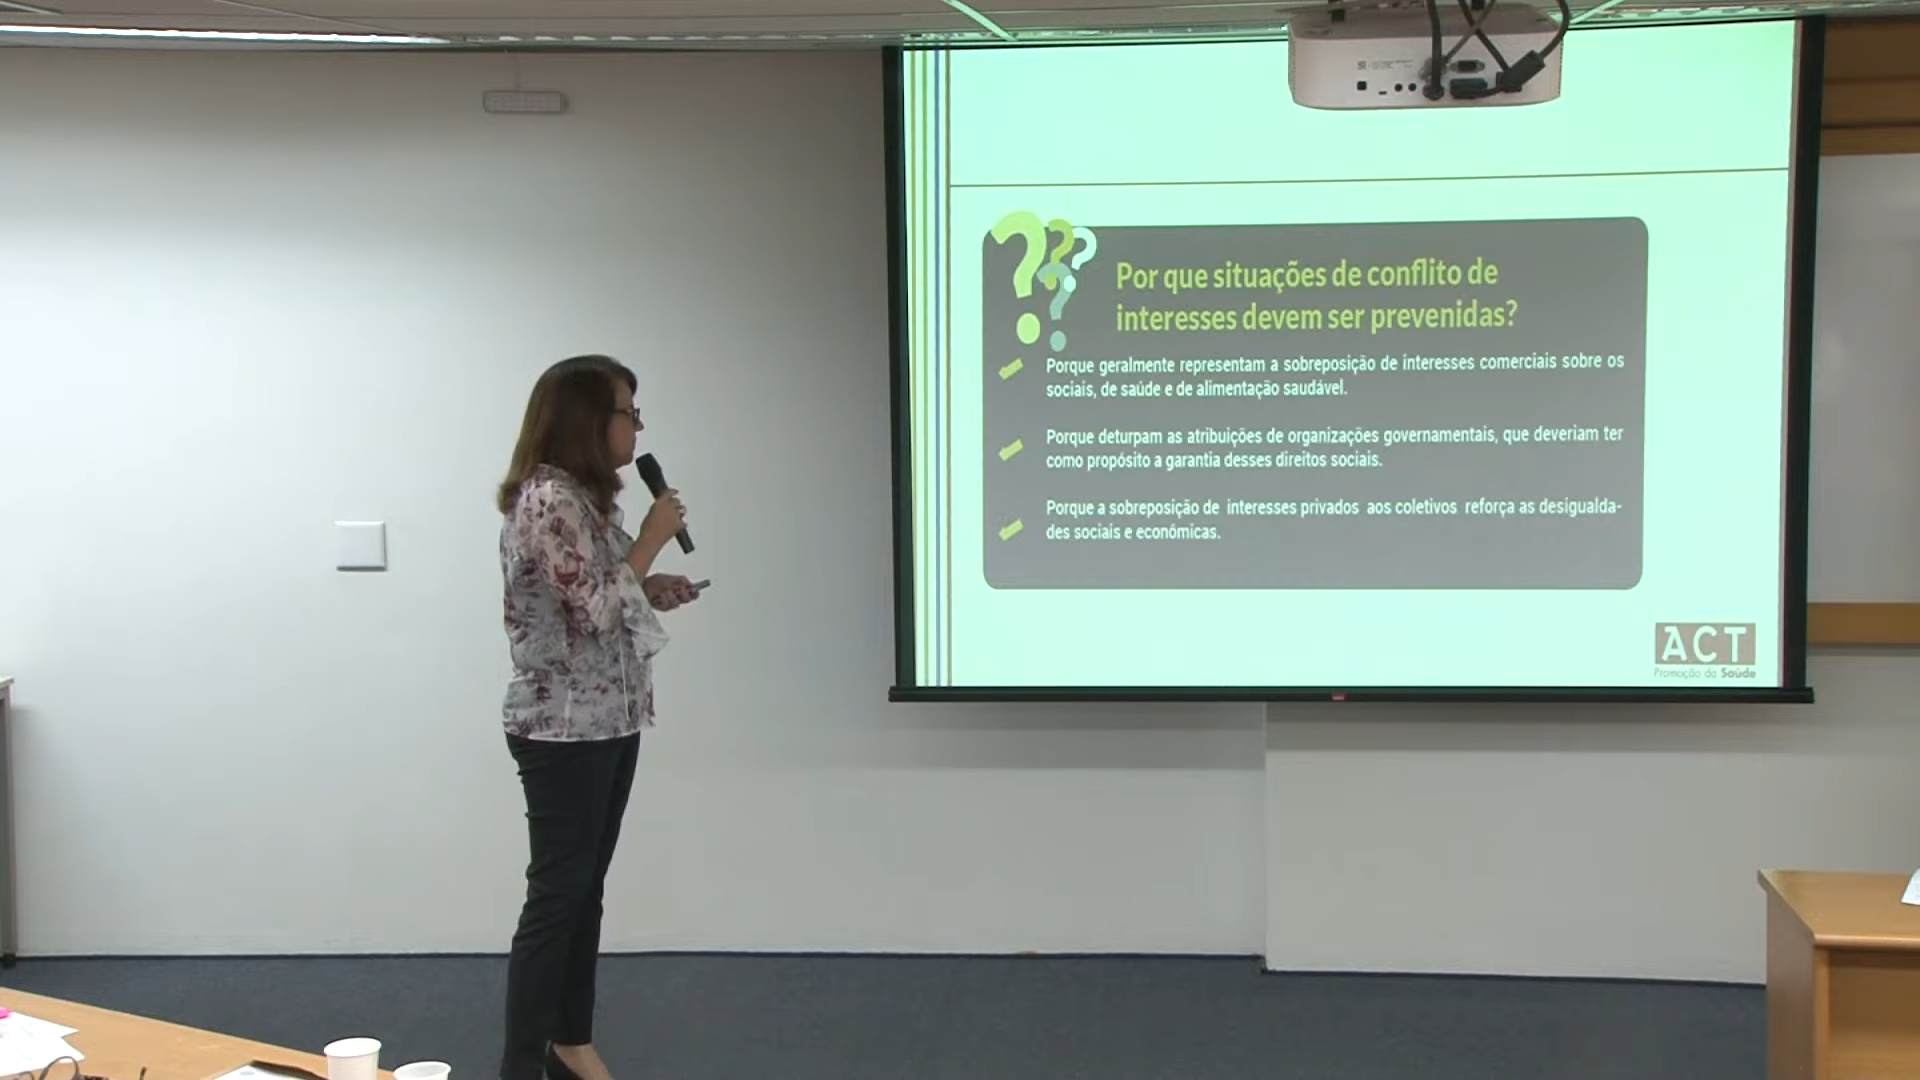 Por que situações de conflito de
interesses devem ser prevenidas?
Porque geralmente representam a sobreposição de interesses comerciais sobre os
sociais, de saúde e de alimentação saudável.
Porque deturpam as atribuições de organizações governamentais, que deveriam ter
como propósito a garantia desses direitos sociais.
Porque a sobreposição de interesses privados aos coletivos reforça as desigualda-
des sociais e econômicas.
ACT
Promoção da Saúde